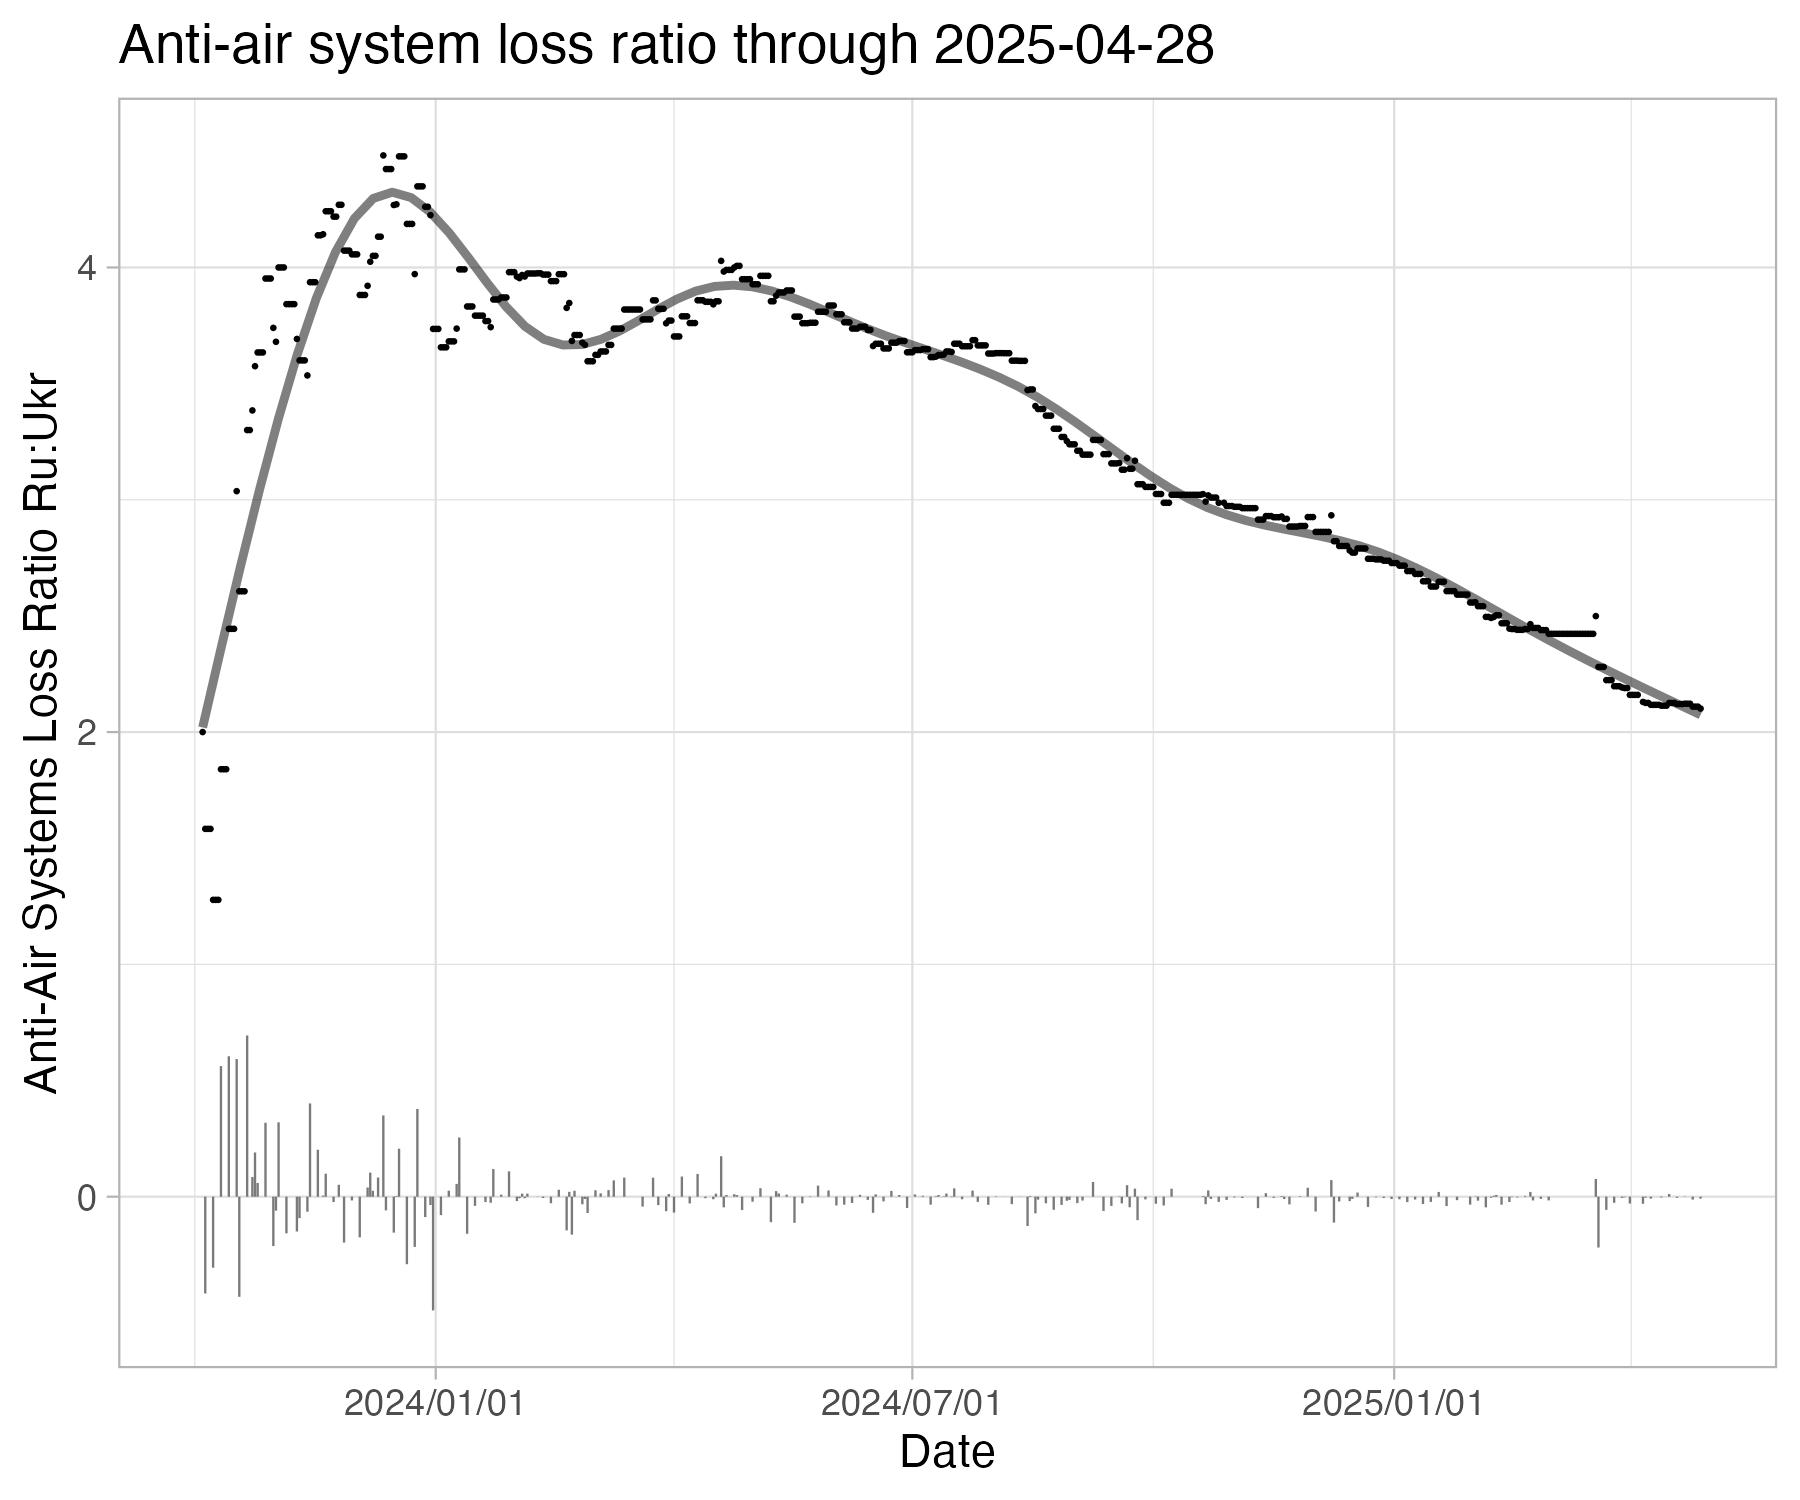 Anti-air system loss ratio through 2025-04-28
Anti-Air Systems Loss Ratio Ru:Ukr
4
2
0
2024/01/01
2024/07/01
2025/01/01
Date